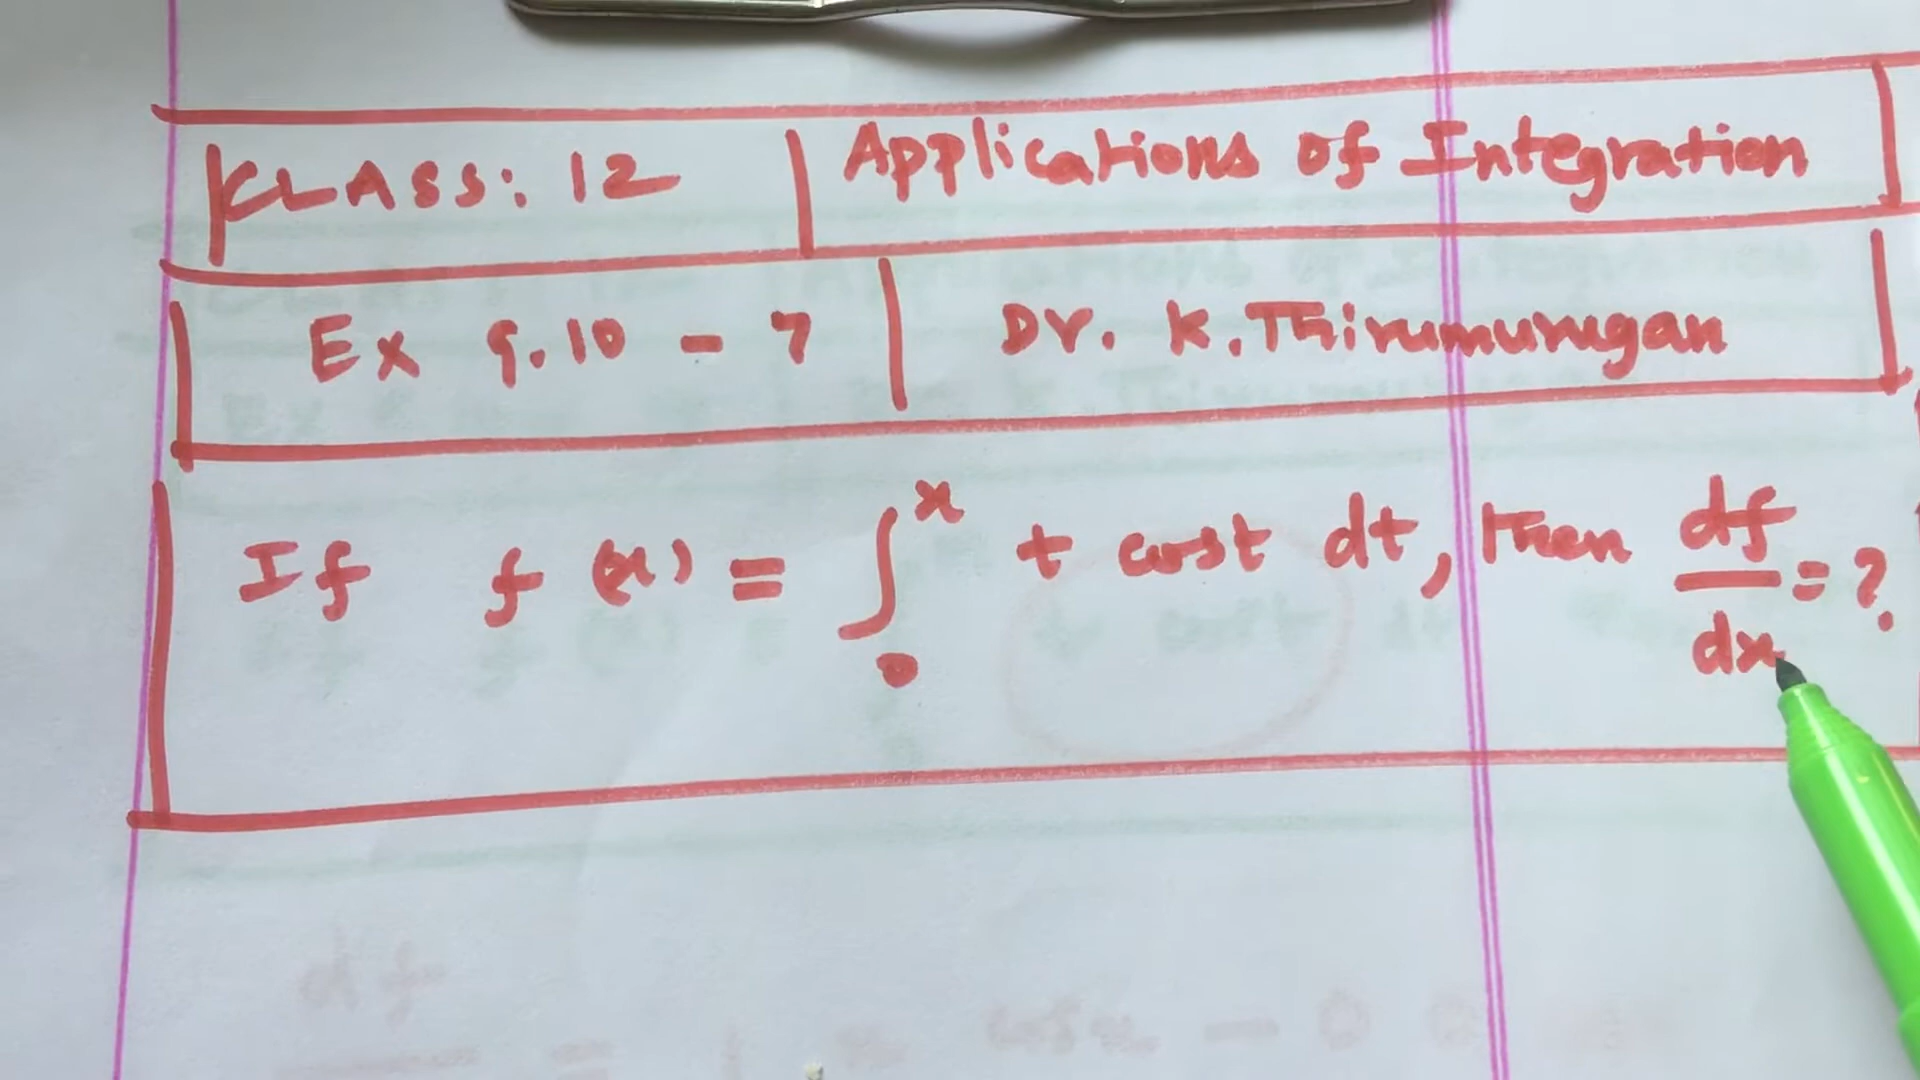 CLASS: 12 | Applications of Integration
Ex 9.10 - 7 | Dr. K. Thirumurugan
If f(x) = ∫₀ˣ t cost dt, then df/dx = ?